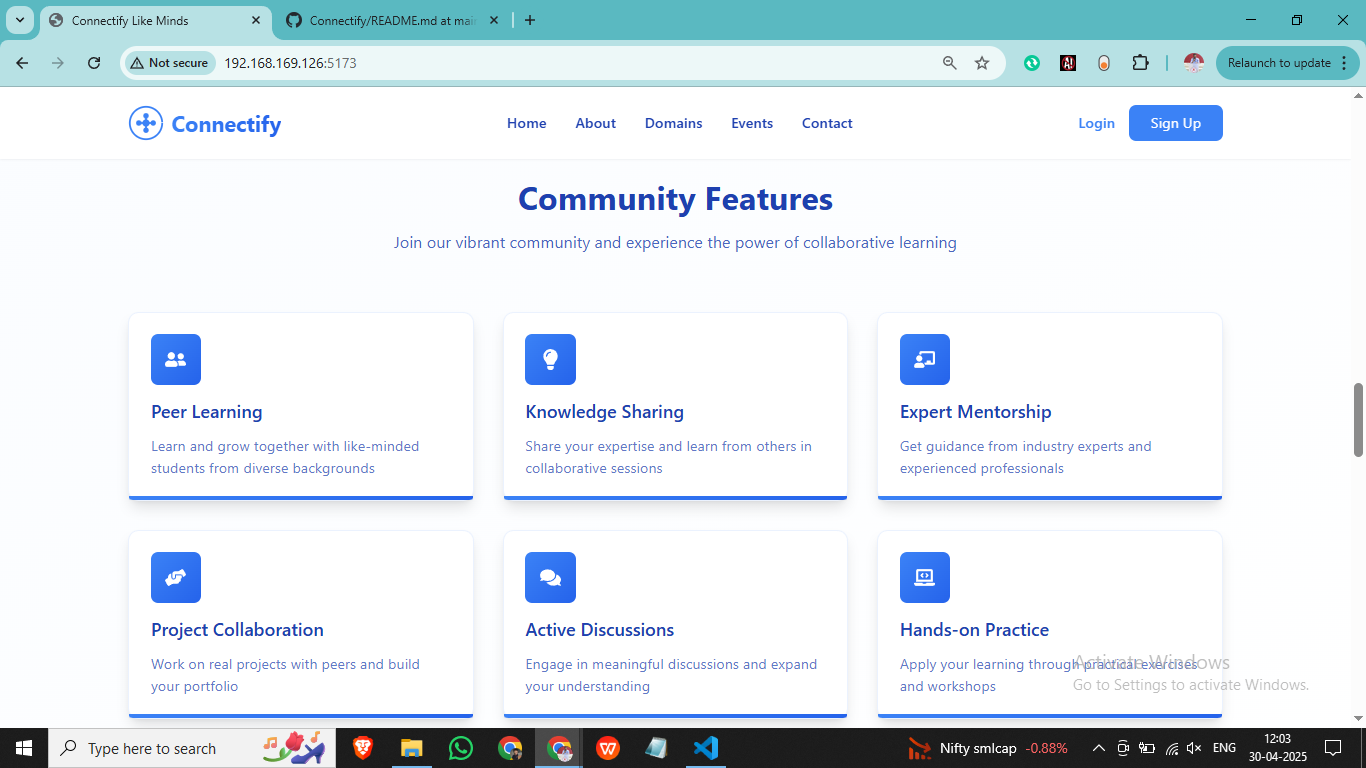 Connectify Like Minds
Connectify/README.md at mai
Not secure
192.168.169.126:5173
Relaunch to update
Connectify
Home
About
Domains
Events
Contact
Login
Sign Up
Community Features
Join our vibrant community and experience the power of collaborative learning
Peer Learning
Learn and grow together with like-minded
students from diverse backgrounds
Knowledge Sharing
Share your expertise and learn from others in
collaborative sessions
Expert Mentorship
Get guidance from industry experts and
experienced professionals
Project Collaboration
Work on real projects with peers and build
your portfolio
Active Discussions
Engage in meaningful discussions and expand
your understanding
Hands-on Practice
Apply your learning through practical exercises
and workshops
Activate Windows
Go to Settings to activate Windows.
Type here to search
Nifty smlcap -0.88%
ENG
12:03
30-04-2025